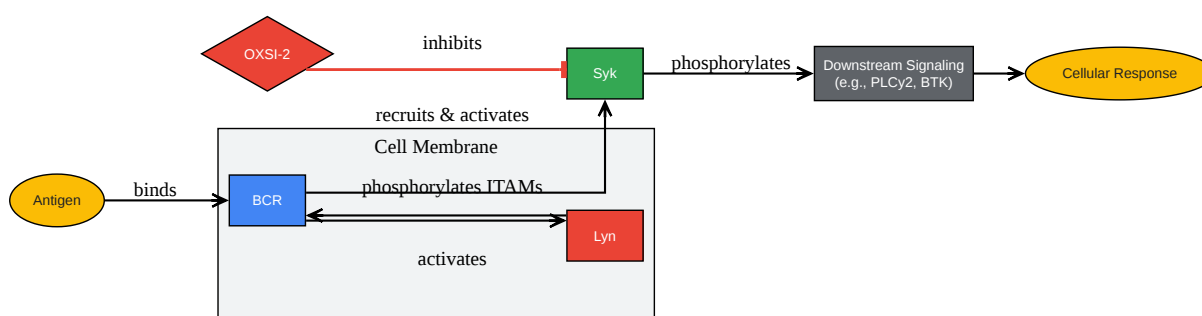 OXSI-2
inhibits
Syk
phosphorylates
Downstream Signaling
(e.g., PLCy2, BTK)
Cellular Response
recruits & activates
Cell Membrane
Antigen
binds
BCR
phosphorylates ITAMs
Lyn
activates